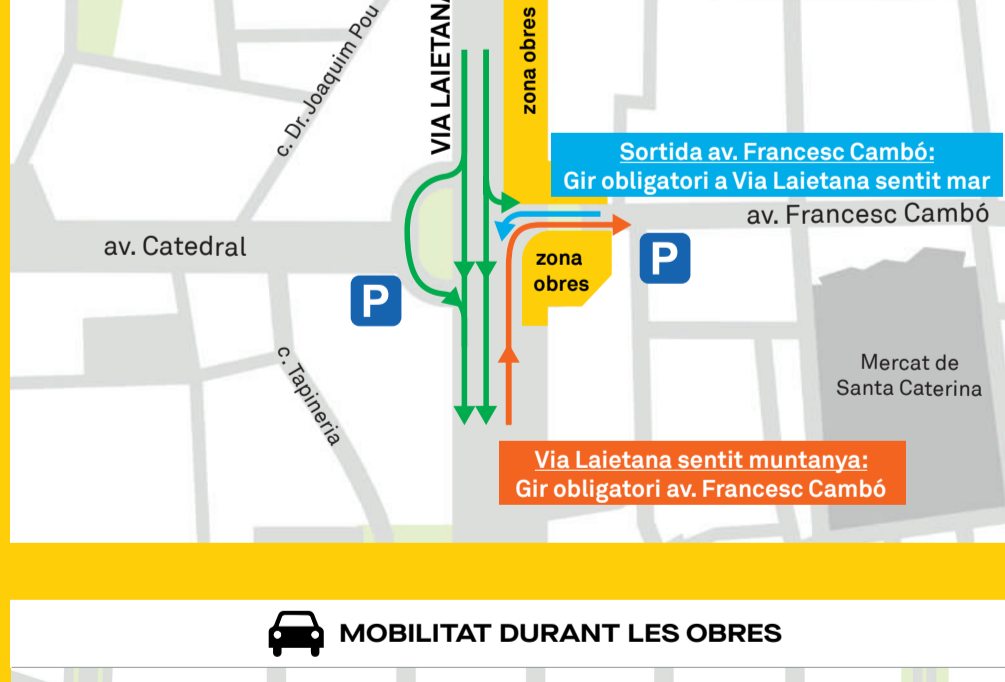 c. Dr. Joaquim Pou
VIA LAIETANA
zona obres
Sortida av. Francesc Cambó:
Gir obligatori a Via Laietana sentit mar
av. Francesc Cambó
av. Catedral
zona
obres
P
P
c. Tapineria
Mercat de
Santa Caterina
Via Laietana sentit muntanya:
Gir obligatori av. Francesc Cambó
MOBILITAT DURANT LES OBRES